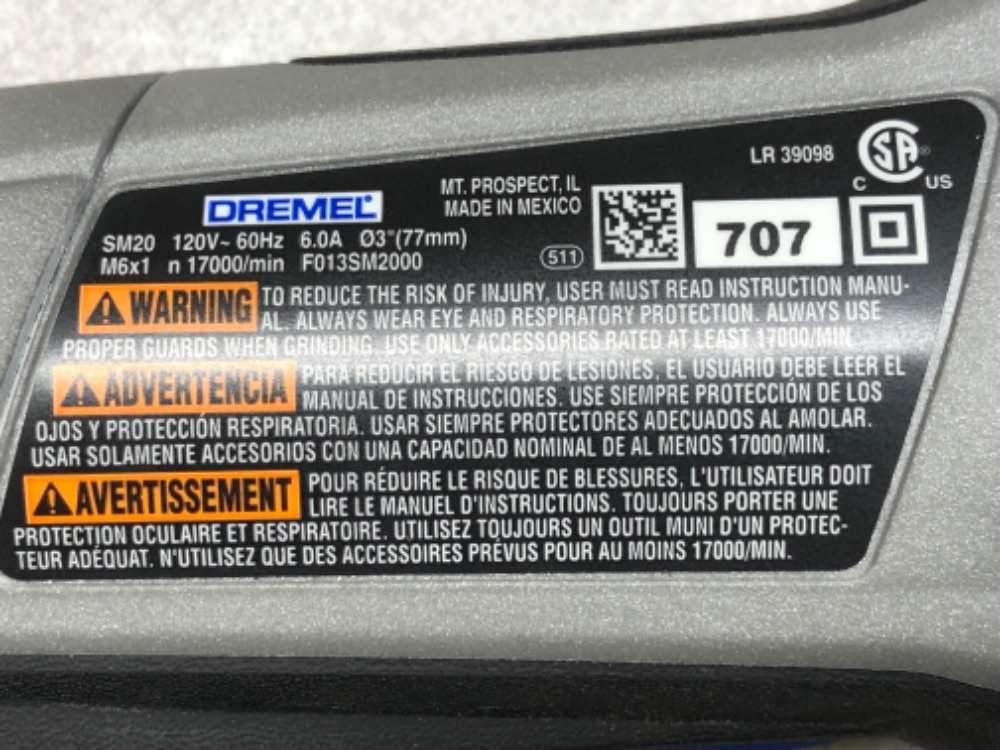 LR 39098
CSA®
C US
DREMEL®
MT. PROSPECT, IL
MADE IN MEXICO
707
SM20 120V~ 60Hz 6.0A Ø3"(77mm)
M6x1 n 17000/min F013SM2000
511
WARNING TO REDUCE THE RISK OF INJURY, USER MUST READ INSTRUCTION MANU-
AL. ALWAYS WEAR EYE AND RESPIRATORY PROTECTION. ALWAYS USE
PROPER GUARDS WHEN GRINDING. USE ONLY ACCESSORIES RATED AT LEAST 17000/MIN.
ADVERTENCIA PARA REDUCIR EL RIESGO DE LESIONES, EL USUARIO DEBE LEER EL
MANUAL DE INSTRUCCIONES. USE SIEMPRE PROTECCIÓN DE LOS
OJOS Y PROTECCIÓN RESPIRATORIA. USAR SIEMPRE PROTECTORES ADECUADOS AL AMOLAR.
USAR SOLAMENTE ACCESORIOS CON UNA CAPACIDAD NOMINAL DE AL MENOS 17000/MIN.
AVERTISSEMENT POUR RÉDUIRE LE RISQUE DE BLESSURES, L'UTILISATEUR DOIT
LIRE LE MANUEL D'INSTRUCTIONS. TOUJOURS PORTER UNE
PROTECTION OCULAIRE ET RESPIRATOIRE. UTILISEZ TOUJOURS UN OUTIL MUNI D'UN PROTEC-
TEUR ADÉQUAT. N'UTILISEZ QUE DES ACCESSOIRES PRÉVUS POUR AU MOINS 17000/MIN.